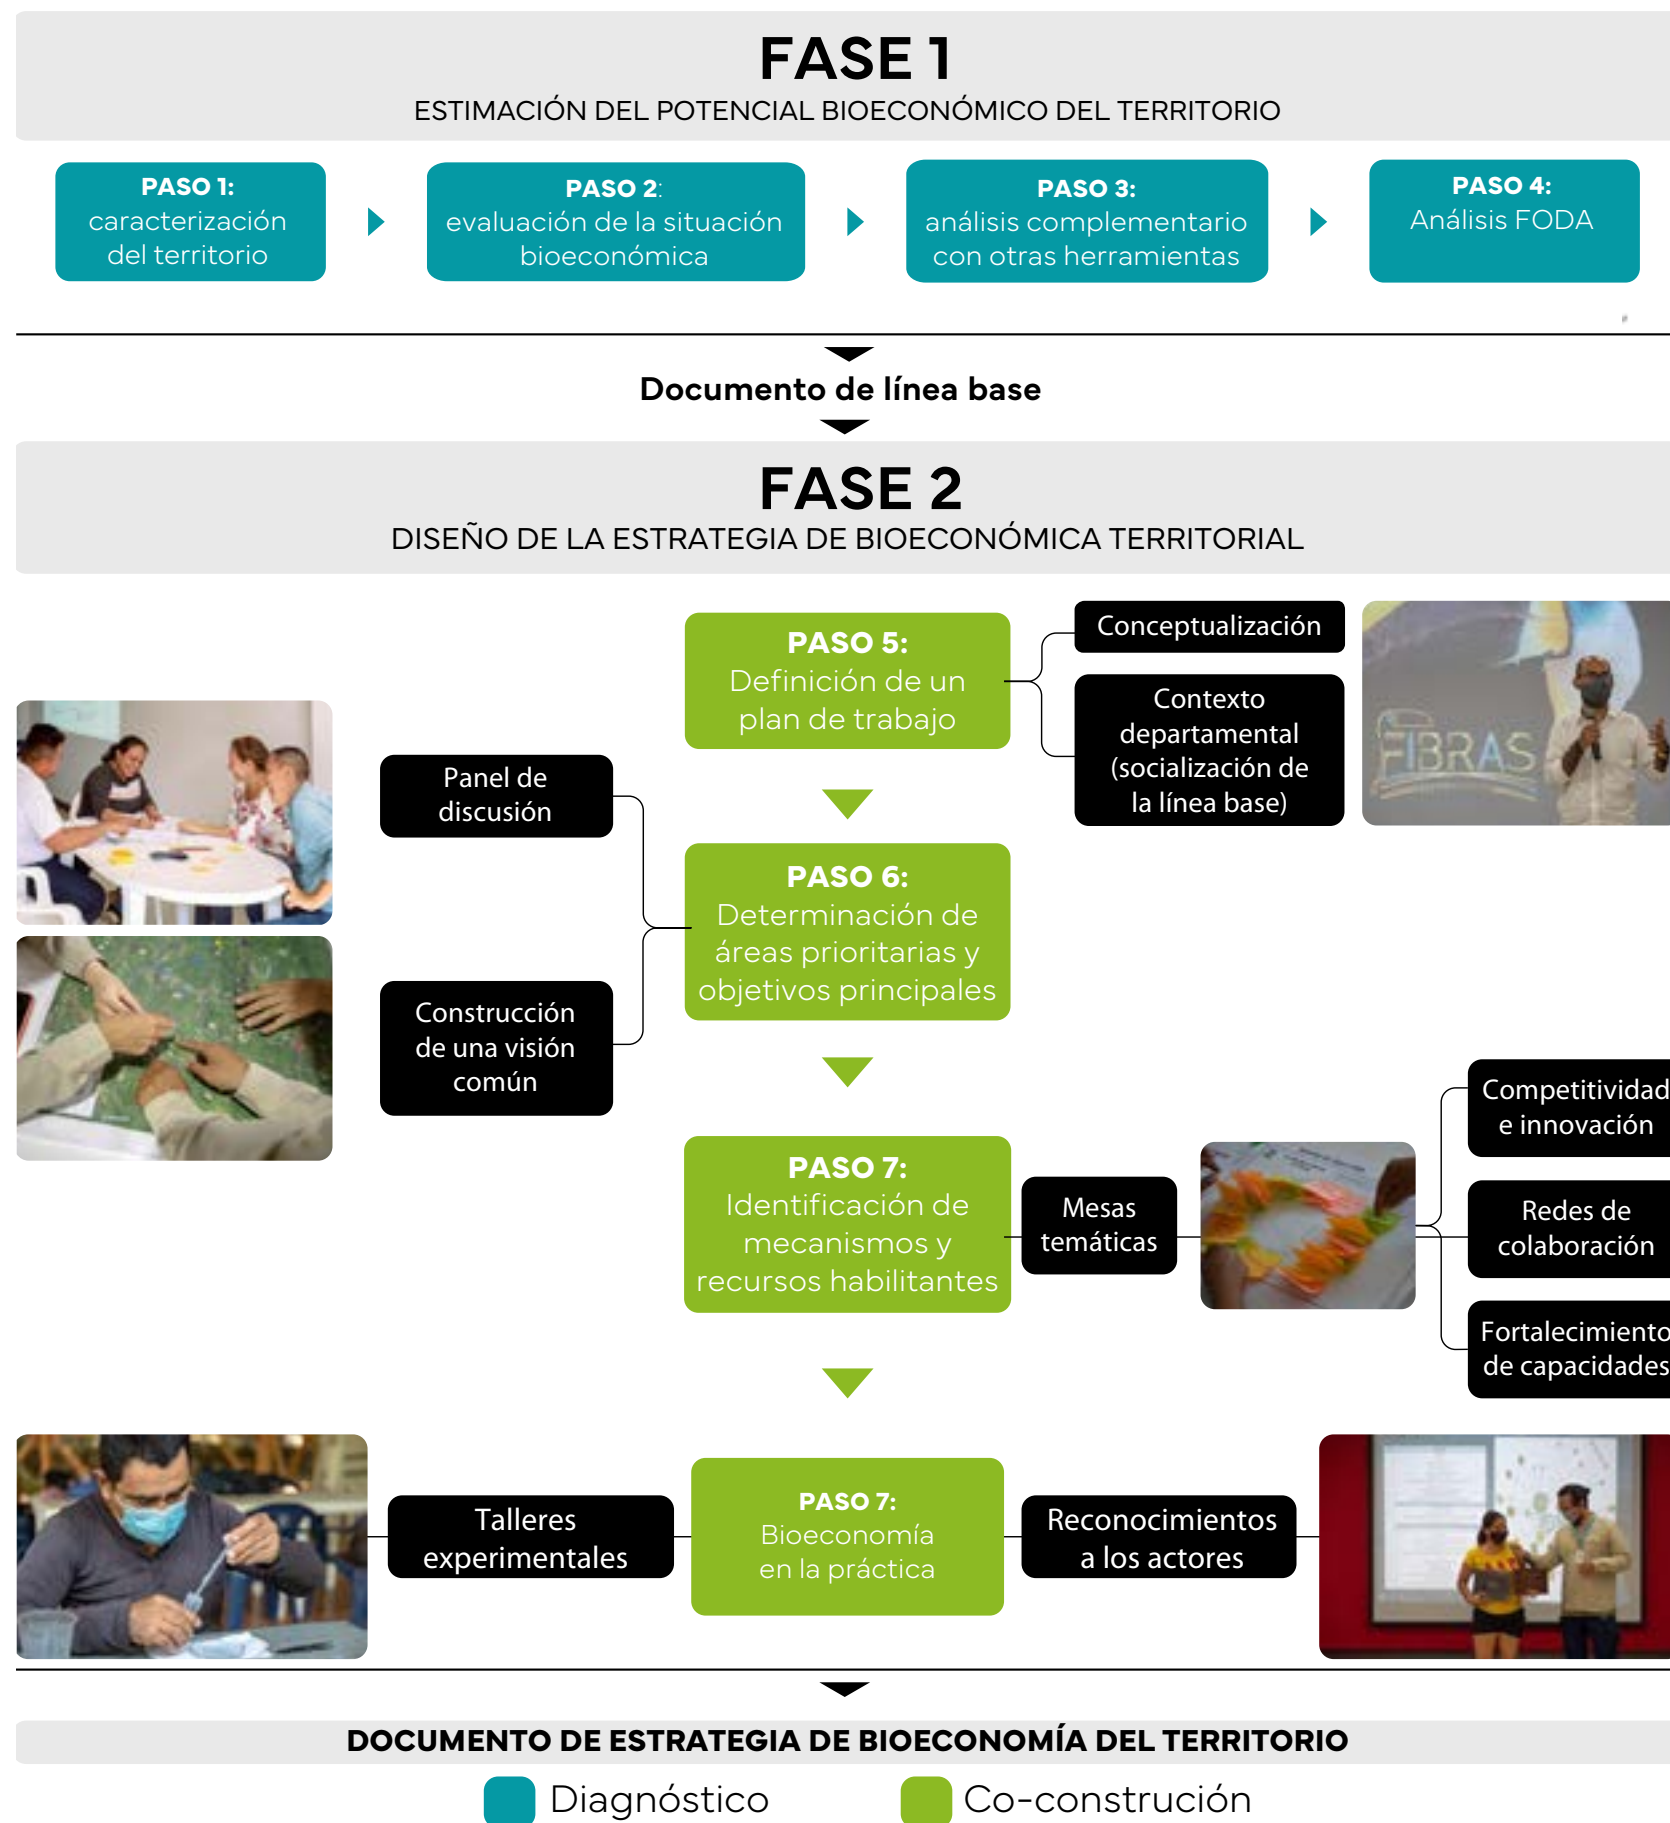 FASE 1
ESTIMACIÓN DEL POTENCIAL BIOECONÓMICO DEL TERRITORIO
PASO 1:
caracterización
del territorio
PASO 2:
evaluación de la situación
bioeconómica
PASO 3:
análisis complementario
con otras herramientas
PASO 4:
Análisis FODA
Documento de línea base
FASE 2
DISEÑO DE LA ESTRATEGIA DE BIOECONÓMICA TERRITORIAL
PASO 5:
Definición de un
plan de trabajo
Conceptualización
Contexto
departamental
(socialización de
la línea base)
FIBRAS
Panel de
discusión
Construcción
de una visión
común
PASO 6:
Determinación de
áreas prioritarias y
objetivos principales
PASO 7:
Identificación de
mecanismos y
recursos habilitantes
Mesas
temáticas
Competitividad
e innovación
Redes de
colaboración
Fortalecimiento
de capacidades
Talleres
experimentales
PASO 7:
Bioeconomía
en la práctica
Reconocimientos
a los actores
DOCUMENTO DE ESTRATEGIA DE BIOECONOMÍA DEL TERRITORIO
Diagnóstico
Co-construción